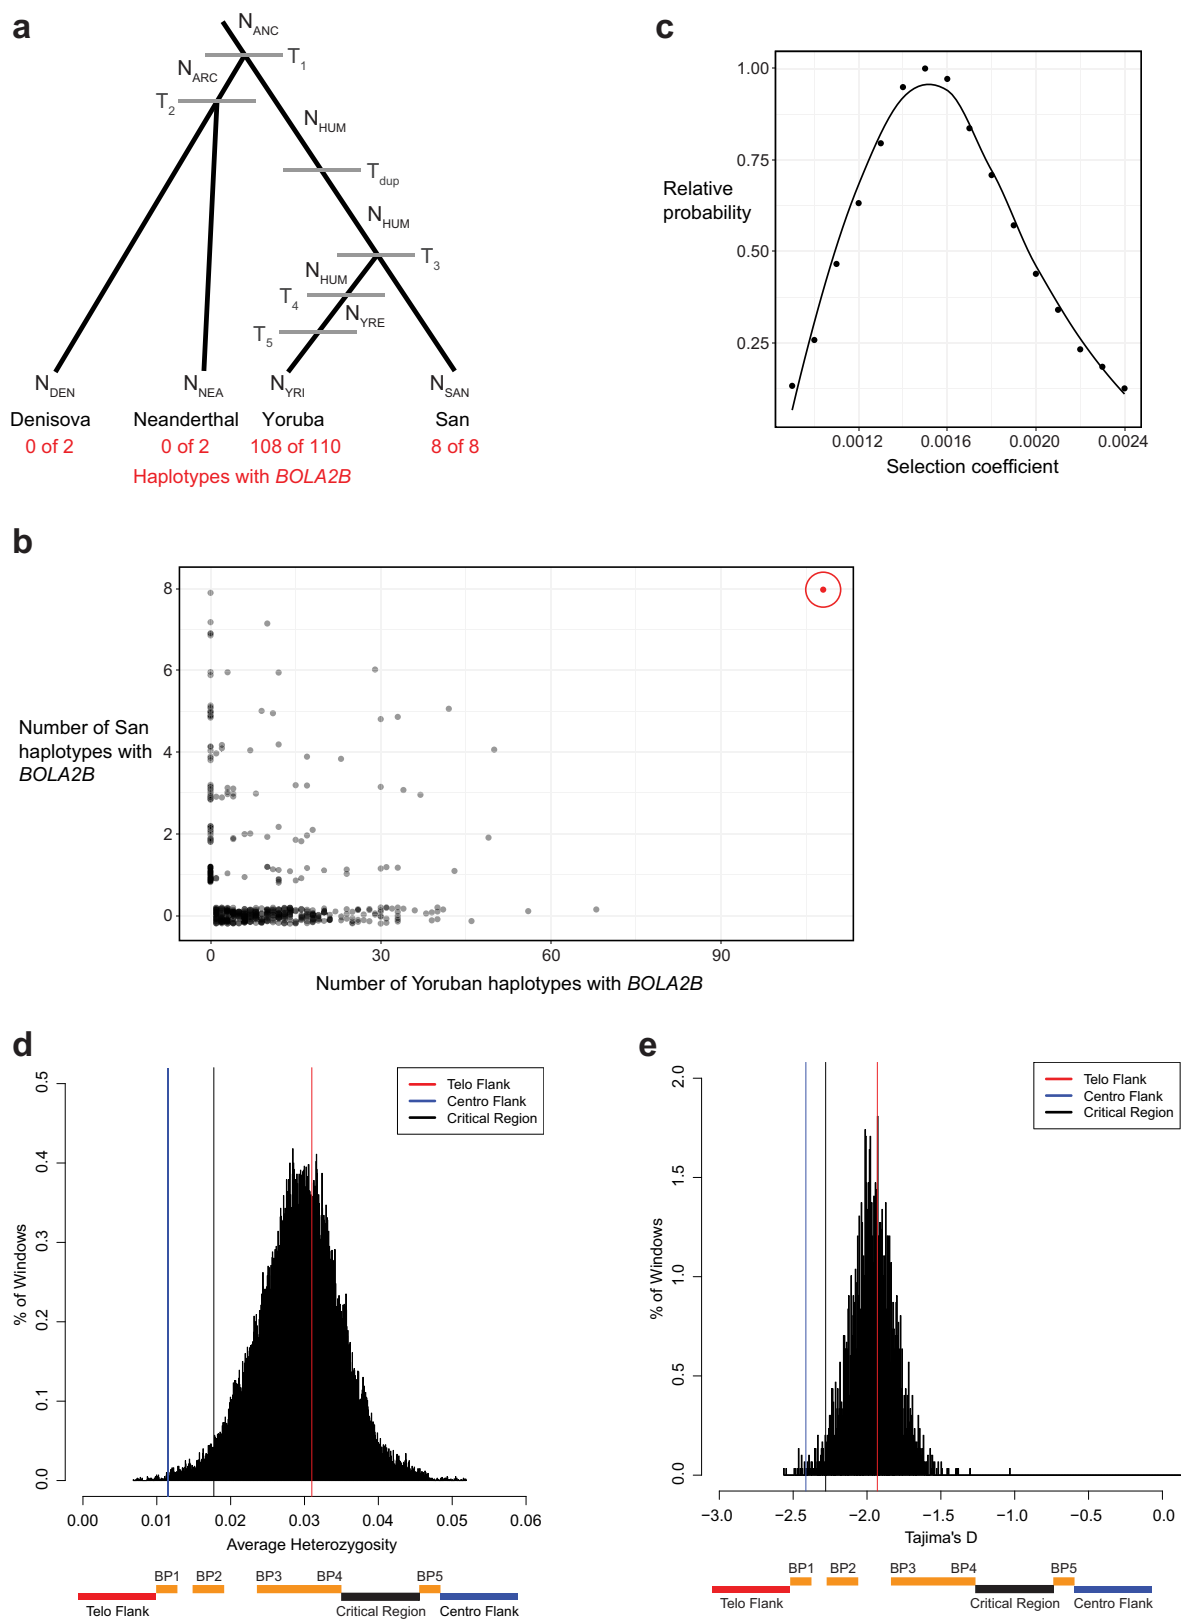 a
N_ANC
T_1
N_ARC
T_2
N_HUM
T_dup
N_HUM
T_3
N_HUM
T_4
N_YRE
T_5
N_DEN N_NEA N_YRI N_SAN
Denisova Neanderthal Yoruba San
0 of 2 0 of 2 108 of 110 8 of 8
Haplotypes with BOLA2B
c
1.00
0.75
0.50
0.25
Relative
probability
0.0012 0.0016 0.0020 0.0024
Selection coefficient
b
8
6
4
2
0
Number of San
haplotypes with
BOLA2B
0 30 60 90
Number of Yoruban haplotypes with BOLA2B
d
Telo Flank
Centro Flank
Critical Region
0.5
0.4
0.3
0.2
0.1
0.0
% of Windows
0.00 0.01 0.02 0.03 0.04 0.05 0.06
Average Heterozygosity
BP1 BP2 BP3 BP4 BP5
Telo Flank Critical Region Centro Flank
e
Telo Flank
Centro Flank
Critical Region
2.0
1.5
1.0
0.5
0.0
% of Windows
−3.0 −2.5 −2.0 −1.5 −1.0 −0.5 0.0
Tajima's D
BP1 BP2 BP3 BP4 BP5
Telo Flank Critical Region Centro Flank